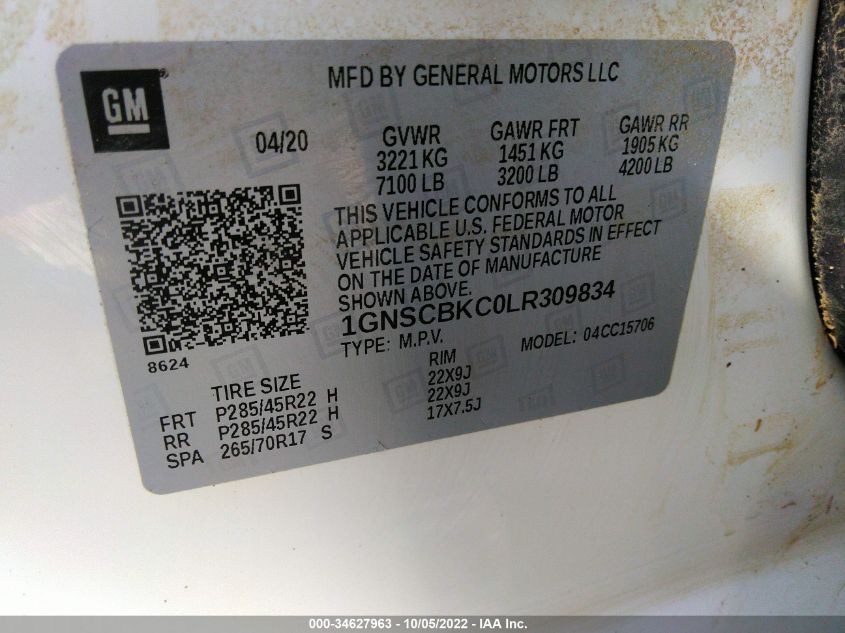 GM
MFD BY GENERAL MOTORS LLC
04/20
GVWR
3221 KG
7100 LB
GAWR FRT
1451 KG
3200 LB
GAWR RR
1905 KG
4200 LB
THIS VEHICLE CONFORMS TO ALL
APPLICABLE U.S. FEDERAL MOTOR
VEHICLE SAFETY STANDARDS IN EFFECT
ON THE DATE OF MANUFACTURE
SHOWN ABOVE.
1GNSCBKC0LR309834
TYPE: M.P.V.
MODEL: 04CC15706
8624
TIRE SIZE
RIM
FRT P285/45R22 H 22X9J
RR P285/45R22 H 22X9J
SPA 265/70R17 S 17X7.5J
000-34627963 - 10/05/2022 - IAA Inc.